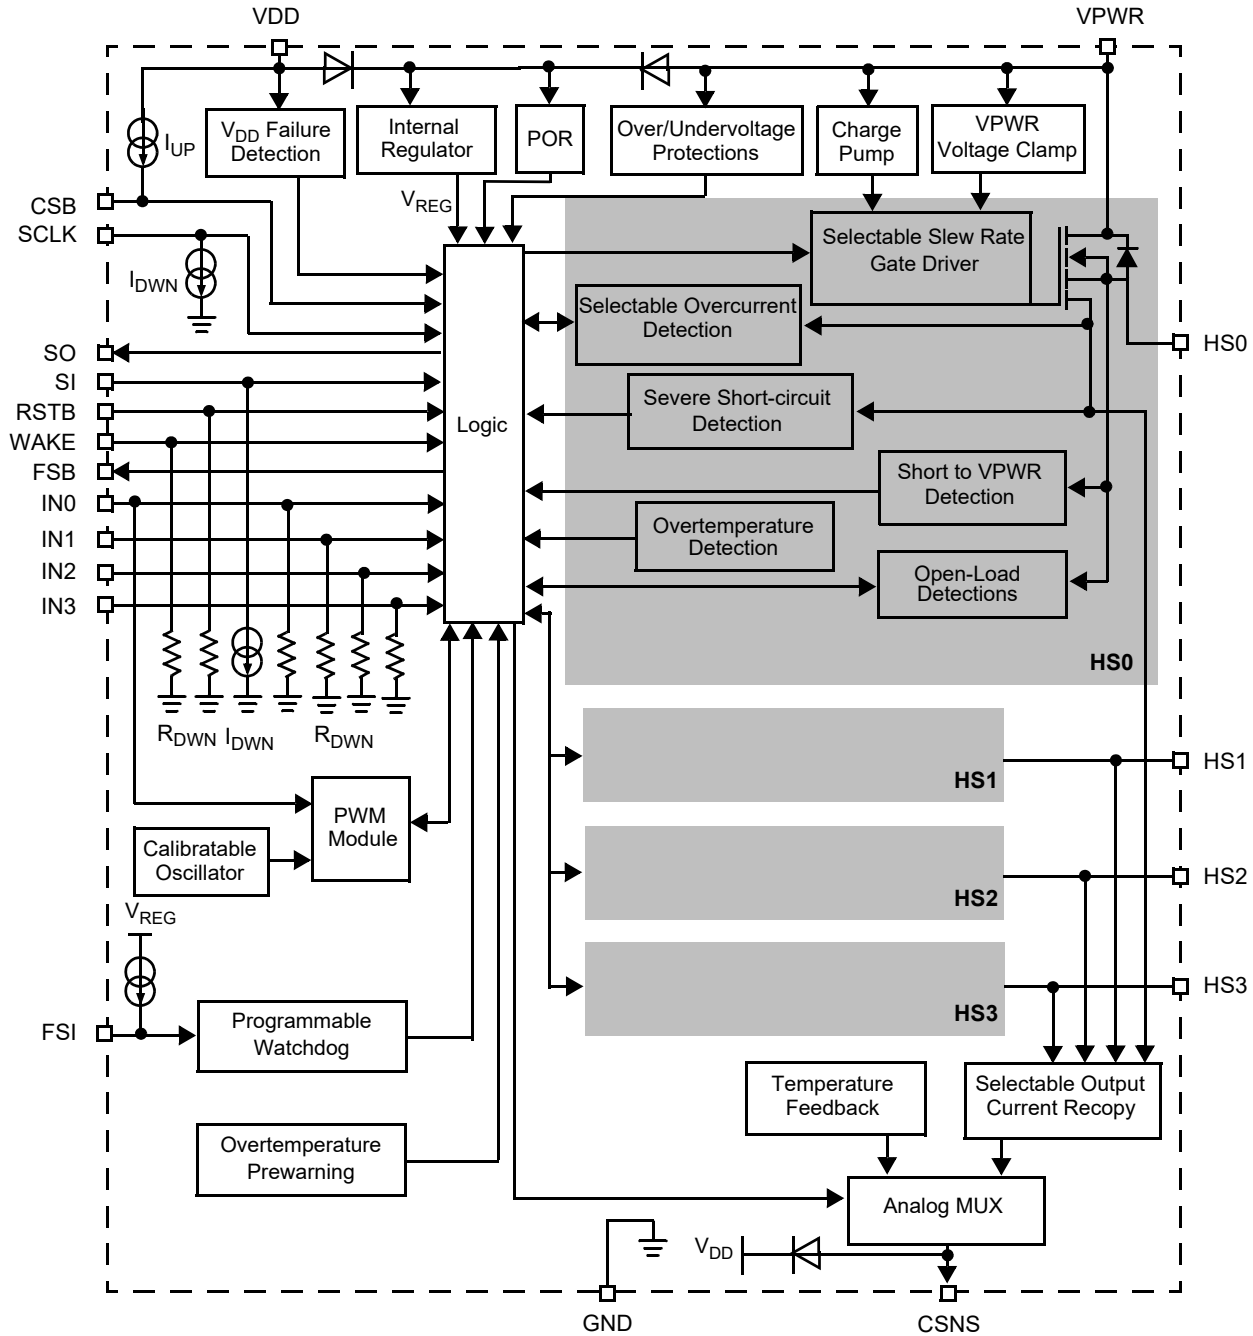 VDD
VPWR
VDD Failure
Detection
Internal
Regulator
POR
Over/Undervoltage
Protections
Charge
Pump
VPWR
Voltage Clamp
IUP
VREG
CSB
SCLK
IDWN
SO
SI
RSTB
WAKE
FSB
IN0
IN1
IN2
IN3
Logic
Selectable Slew Rate
Gate Driver
Selectable Overcurrent
Detection
Severe Short-circuit
Detection
Short to VPWR
Detection
Overtemperature
Detection
Open-Load
Detections
HS0
HS0
RDWN
IDWN
RDWN
PWM
Module
Calibratable
Oscillator
HS1
HS1
HS2
HS2
HS3
HS3
VREG
FSI
Programmable
Watchdog
Overtemperature
Prewarning
Temperature
Feedback
Selectable Output
Current Recopy
Analog MUX
VDD
GND
CSNS